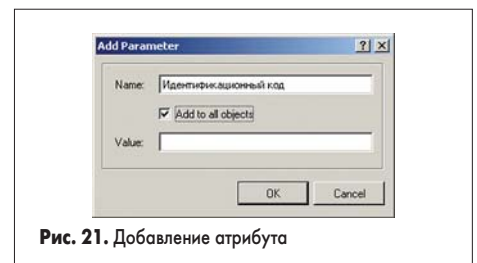 Add Parameter
Name: Идентификационный код
Add to all objects
Value:
OK Cancel
Рис. 21. Добавление атрибута